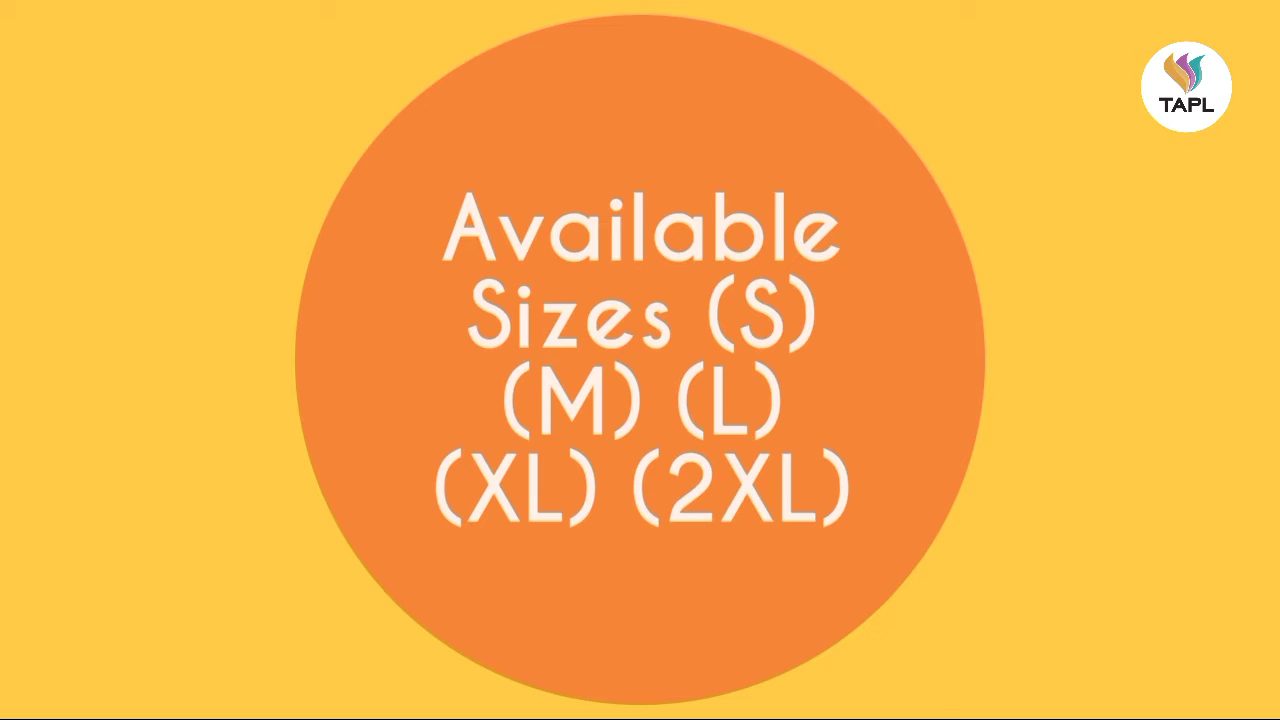 TAPL
Available
Sizes (S)
(M) (L)
(XL) (2XL)